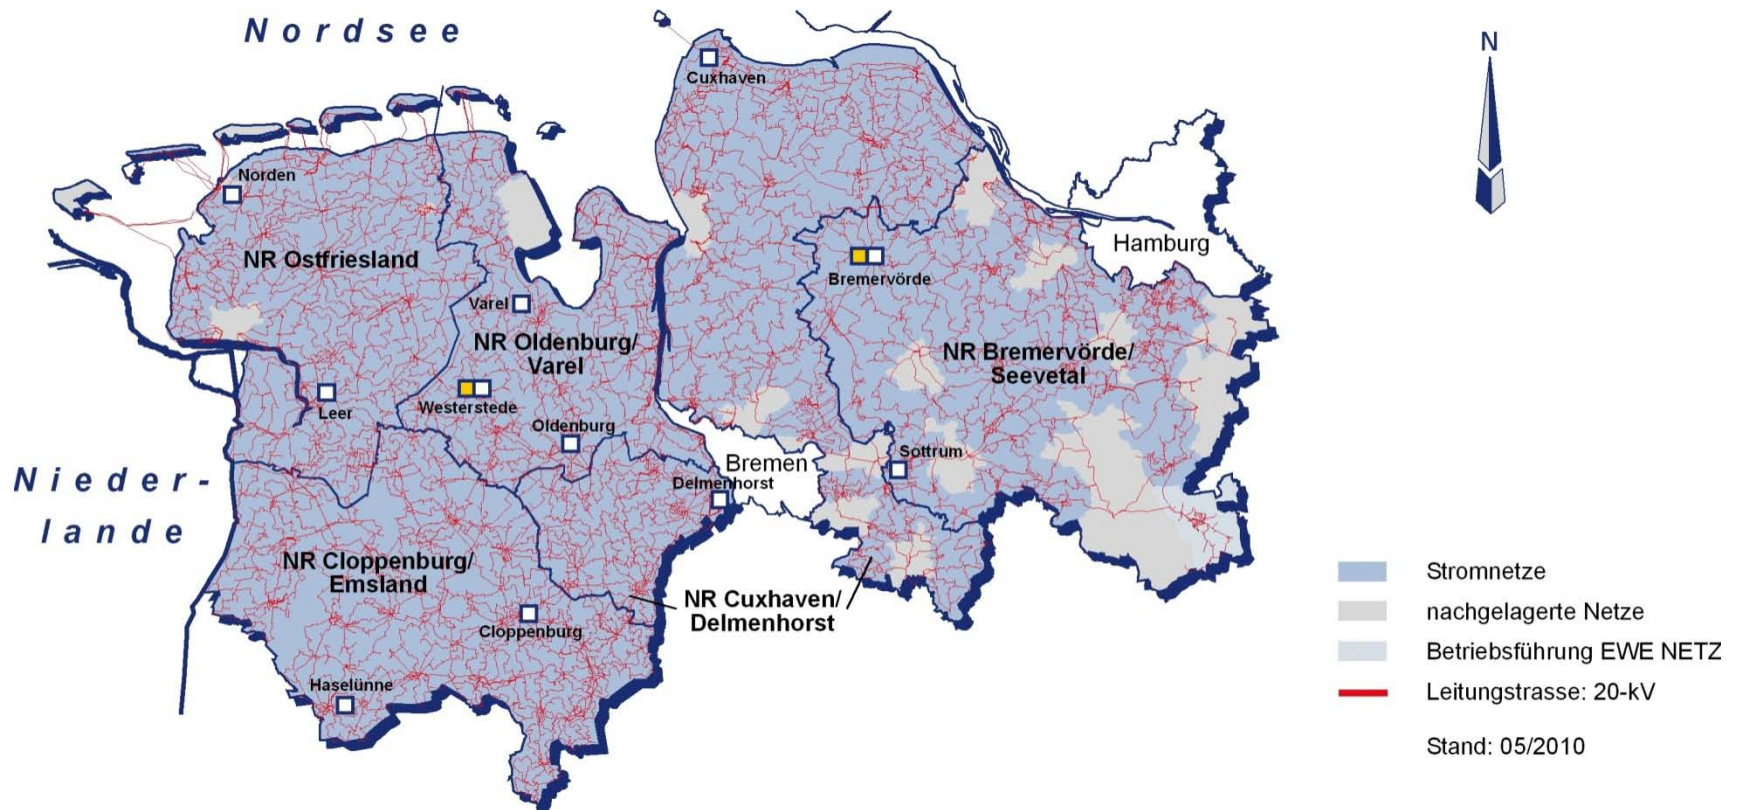 Nordsee
N
Cuxhaven
Norden
Hamburg
NR Ostfriesland
Bremervörde
Varel
NR Oldenburg/
Varel
NR Bremervörde/
Seevetal
Westerstede
Leer
Oldenburg
Sottrum
Bremen
Delmenhorst
Nieder-
lande
NR Cloppenburg/
Emsland
NR Cuxhaven/
Delmenhorst
Cloppenburg
Haselünne
Stromnetze
nachgelagerte Netze
Betriebsführung EWE NETZ
Leitungstrasse: 20-kV
Stand: 05/2010